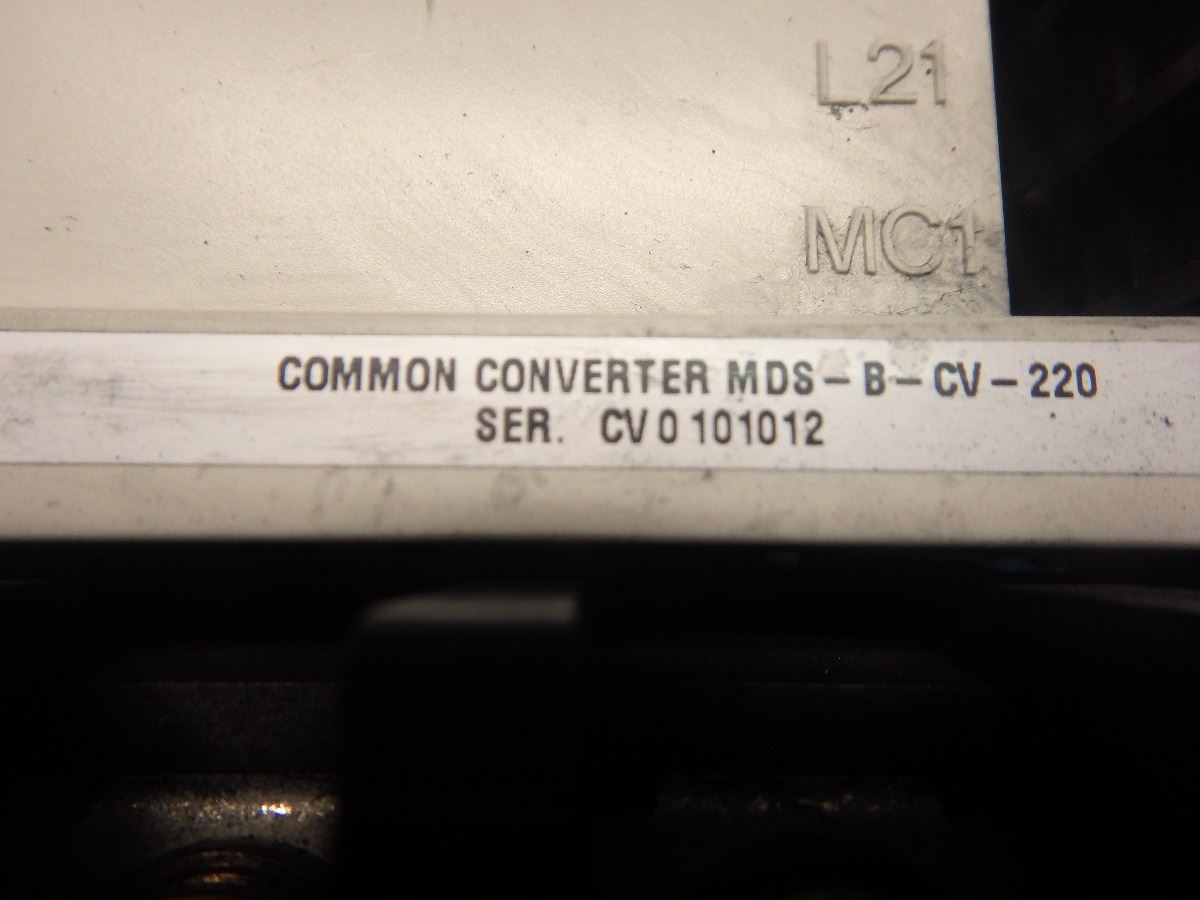 L21
MC1
COMMON CONVERTER MDS-B-CV-220
SER. CV0101012